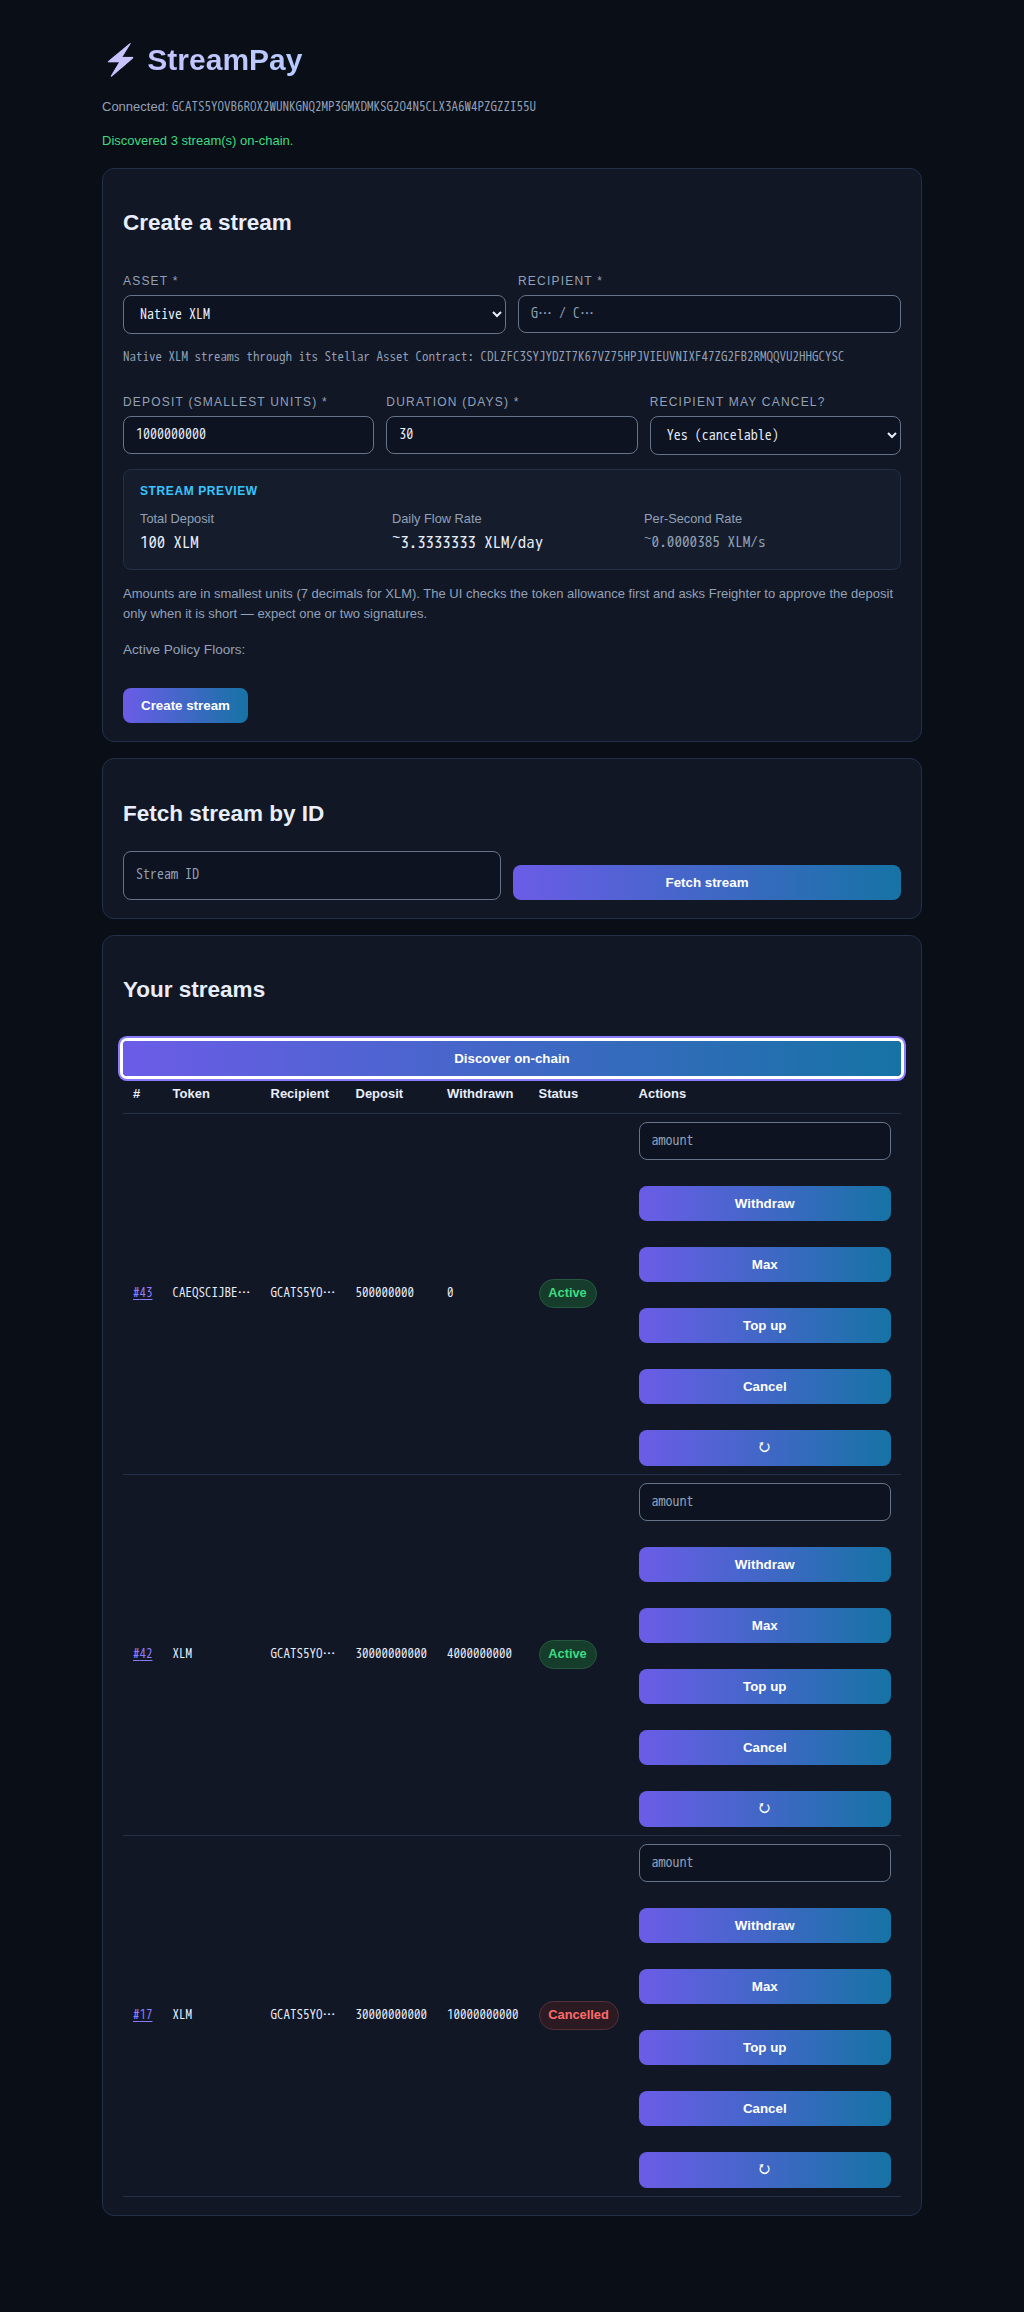 ⚡ StreamPay
Connected: GCATS5YOVB6ROX2WUNKGNQ2MP3GMXDMKSG2O4N5CLX3A6W4PZGZZI55U
Discovered 3 stream(s) on-chain.
Create a stream
ASSET * RECIPIENT *
Native XLM G… / C…
Native XLM streams through its Stellar Asset Contract: CDLZFC3SYJYDZT7K67VZ75HPJVIEUVNIXF47ZG2FB2RMQQVU2HHGCYSC
DEPOSIT (SMALLEST UNITS) * DURATION (DAYS) * RECIPIENT MAY CANCEL?
1000000000 30 Yes (cancelable)
STREAM PREVIEW
Total Deposit Daily Flow Rate Per-Second Rate
100 XLM ~3.3333333 XLM/day ~0.0000385 XLM/s
Amounts are in smallest units (7 decimals for XLM). The UI checks the token allowance first and asks Freighter to approve the deposit
only when it is short — expect one or two signatures.
Active Policy Floors:
Create stream
Fetch stream by ID
Stream ID Fetch stream
Your streams
Discover on-chain
# Token Recipient Deposit Withdrawn Status Actions
amount
Withdraw
Max
#43 CAEQSCIJBE… GCATS5YO… 500000000 0 Active
Top up
Cancel
↻
amount
Withdraw
Max
#42 XLM GCATS5YO… 30000000000 4000000000 Active
Top up
Cancel
↻
amount
Withdraw
Max
#17 XLM GCATS5YO… 30000000000 10000000000 Cancelled
Top up
Cancel
↻